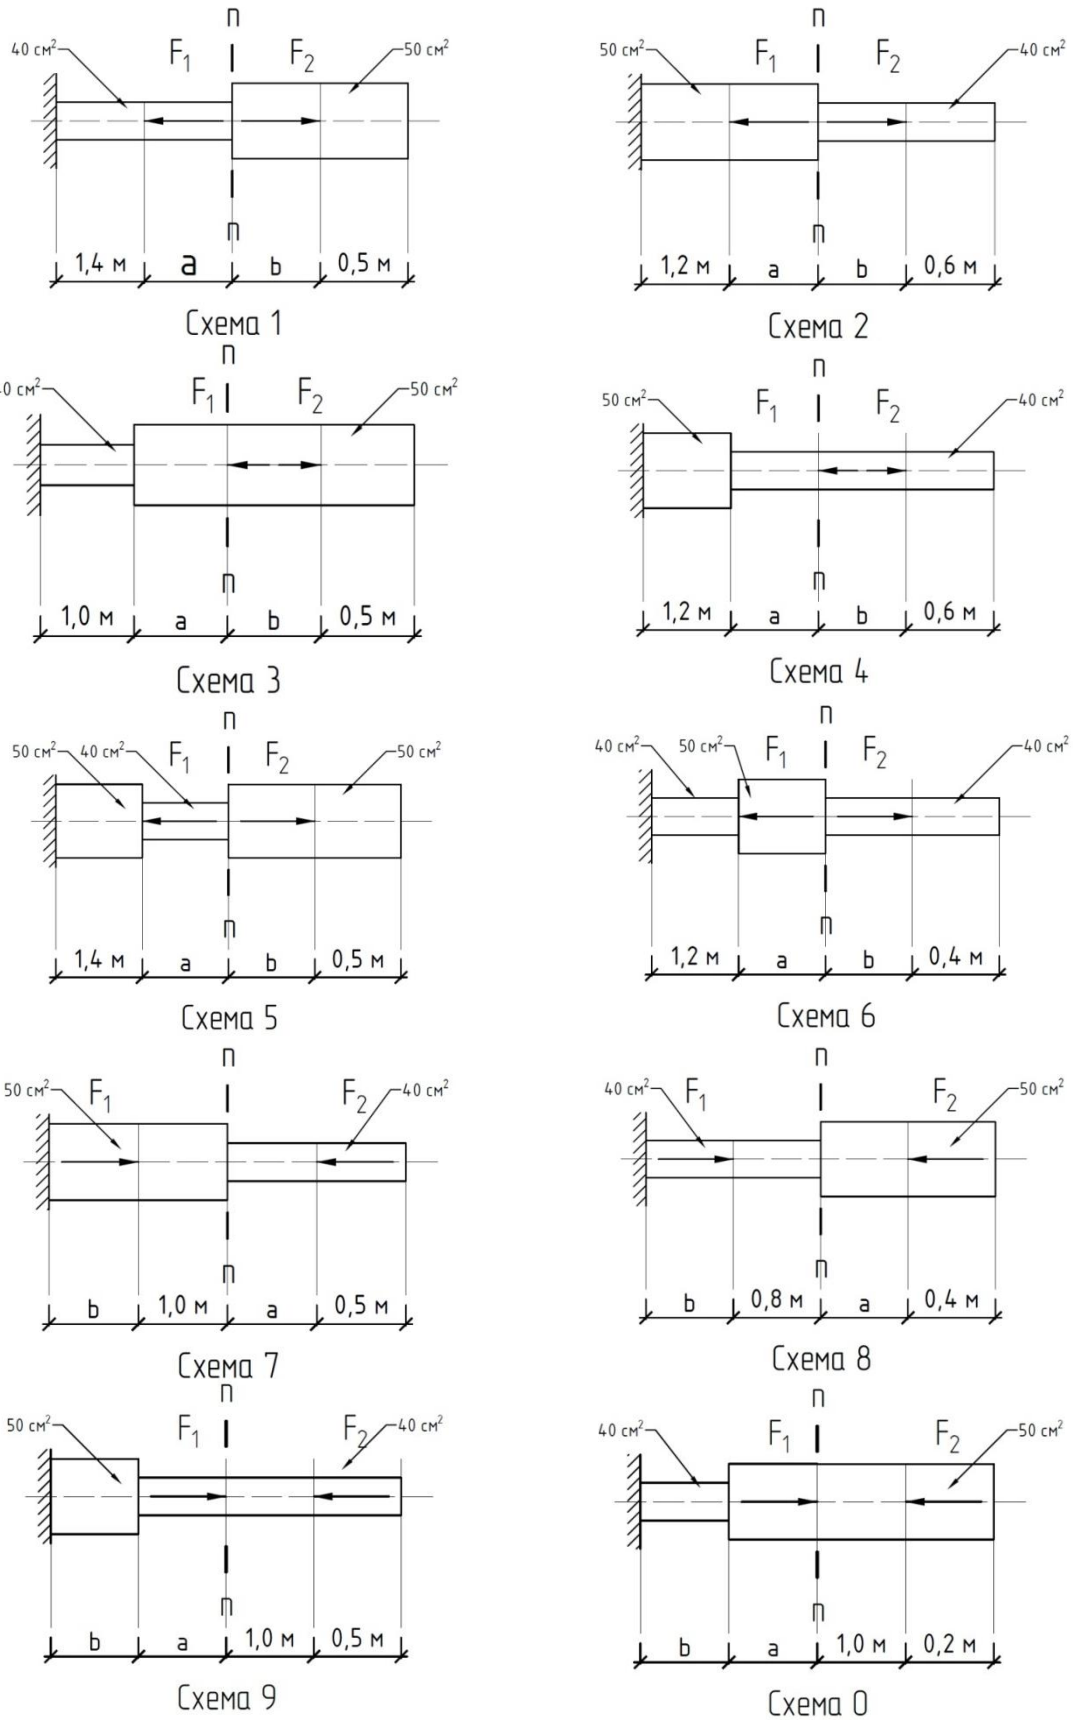 n n
40 см² F₁ F₂ 50 см² 50 см² F₁ F₂ 40 см²
n n
1,4 м a b 0,5 м 1,2 м a b 0,6 м
Схема 1 Схема 2
n n
0 см² F₁ F₂ 50 см² 50 см² F₁ F₂ 40 см²
n n
1,0 м a b 0,5 м 1,2 м a b 0,6 м
Схема 3 Схема 4
n n
50 см² 40 см² F₁ F₂ 50 см² 40 см² 50 см² F₁ F₂ 40 см²
n n
1,4 м a b 0,5 м 1,2 м a b 0,4 м
Схема 5 Схема 6
n n
50 см² F₁ F₂ 40 см² 40 см² F₁ F₂ 50 см²
n n
b 1,0 м a 0,5 м b 0,8 м a 0,4 м
Схема 7 Схема 8
n n
50 см² F₁ F₂ 40 см² 40 см² F₁ F₂ 50 см²
n n
b a 1,0 м 0,5 м b a 1,0 м 0,2 м
Схема 9 Схема 0